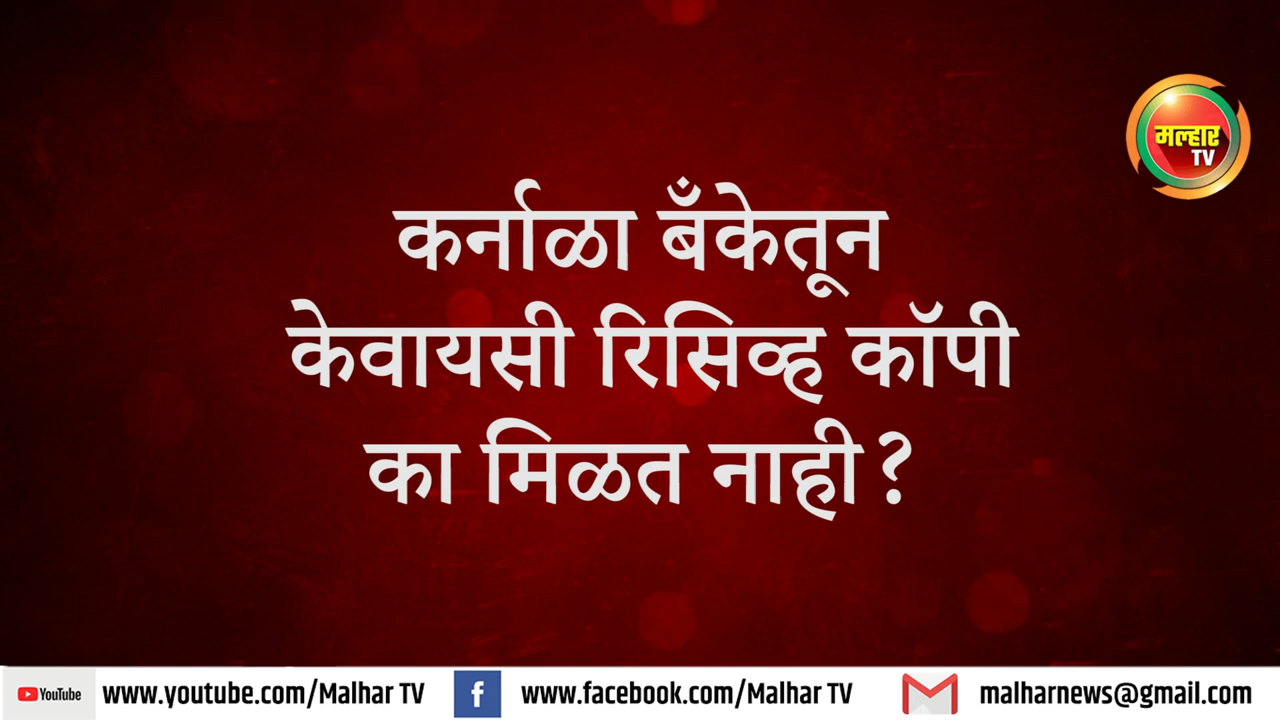 मल्हार
TV
कर्नाळा बँकेतून
केवायसी रिसिव्ह कॉपी
का मिळत नाही?
YouTube www.youtube.com/Malhar TV f www.facebook.com/Malhar TV malharnews@gmail.com